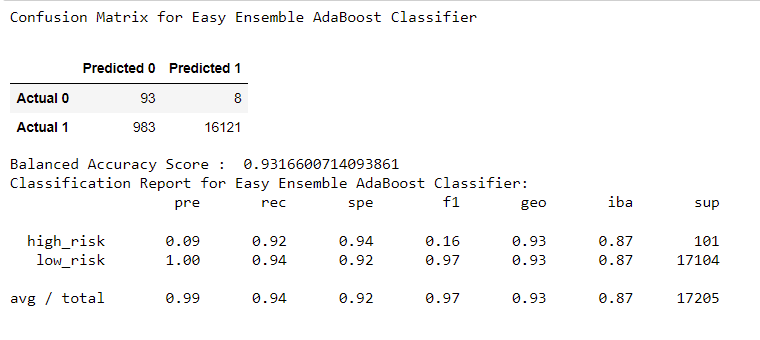 Confusion Matrix for Easy Ensemble AdaBoost Classifier
Predicted 0 Predicted 1
Actual 0 93 8
Actual 1 983 16121
Balanced Accuracy Score : 0.9316600714093861
Classification Report for Easy Ensemble AdaBoost Classifier:
pre rec spe f1 geo iba sup
high_risk 0.09 0.92 0.94 0.16 0.93 0.87 101
low_risk 1.00 0.94 0.92 0.97 0.93 0.87 17104
avg / total 0.99 0.94 0.92 0.97 0.93 0.87 17205